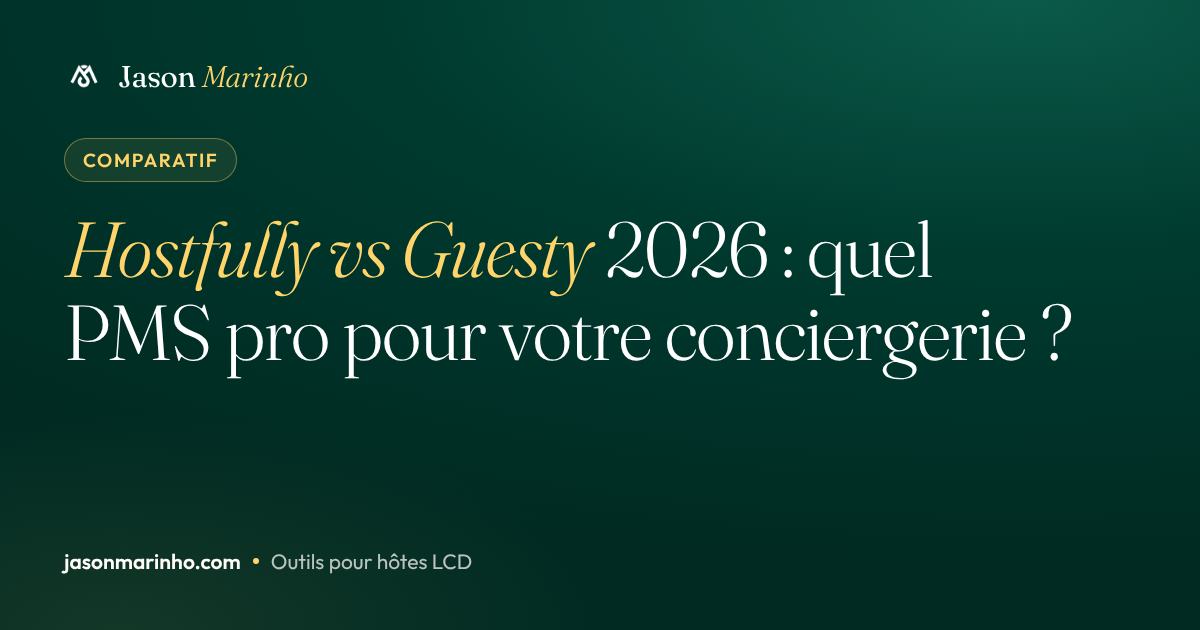 Jason Marinho
COMPARATIF
Hostfully vs Guesty 2026 : quel
PMS pro pour votre conciergerie ?
jasonmarinho.com • Outils pour hôtes LCD